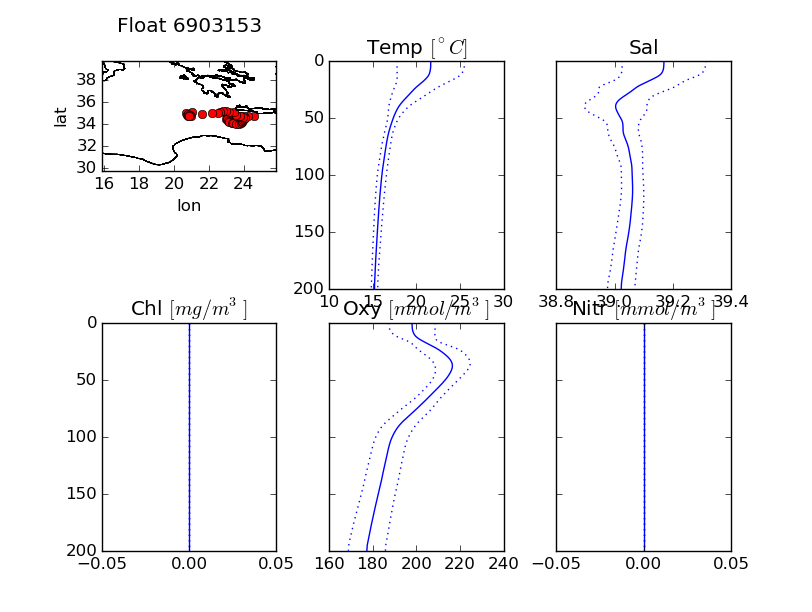 Float 6903153
Temp [°C]
Sal
lat
38
36
34
32
30
16 18 20 22 24
lon
0
50
100
150
200
10 15 20 25 30
38.8 39.0 39.2 39.4
Chl [mg/m³]
Oxy [mmol/m³]
Nitr [mmol/m³]
0
50
100
150
200
−0.05 0.00 0.05
160 180 200 220 240
−0.05 0.00 0.05